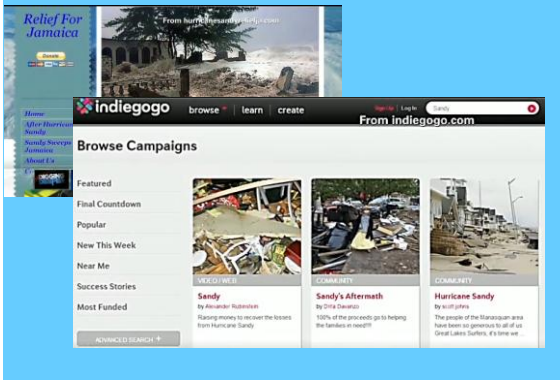 Relief For
Jamaica
From hurricanesandyreliefja.com
Donate
Home
After Hurricane
Sandy
Sandy Sweeps
Jamaica
About Us
DIGGING
indiegogo
browse
learn
create
Sign Up
Log In
Sandy
From indiegogo.com
Browse Campaigns
Featured
Final Countdown
Popular
New This Week
Near Me
Success Stories
Most Funded
ADVANCED SEARCH +
VIDEO / WEB
Sandy
by Alexander Rubinstein
Raising money to recover the losses
from Hurricane Sandy
COMMUNITY
Sandy's Aftermath
by Drita Davanzo
100% of the proceeds go to helping
the families in need!!!!
COMMUNITY
Hurricane Sandy
by scott johns
The people of the Manasquan area
have been so generous to all of us
Great Lakes Surfers, it's time we ...